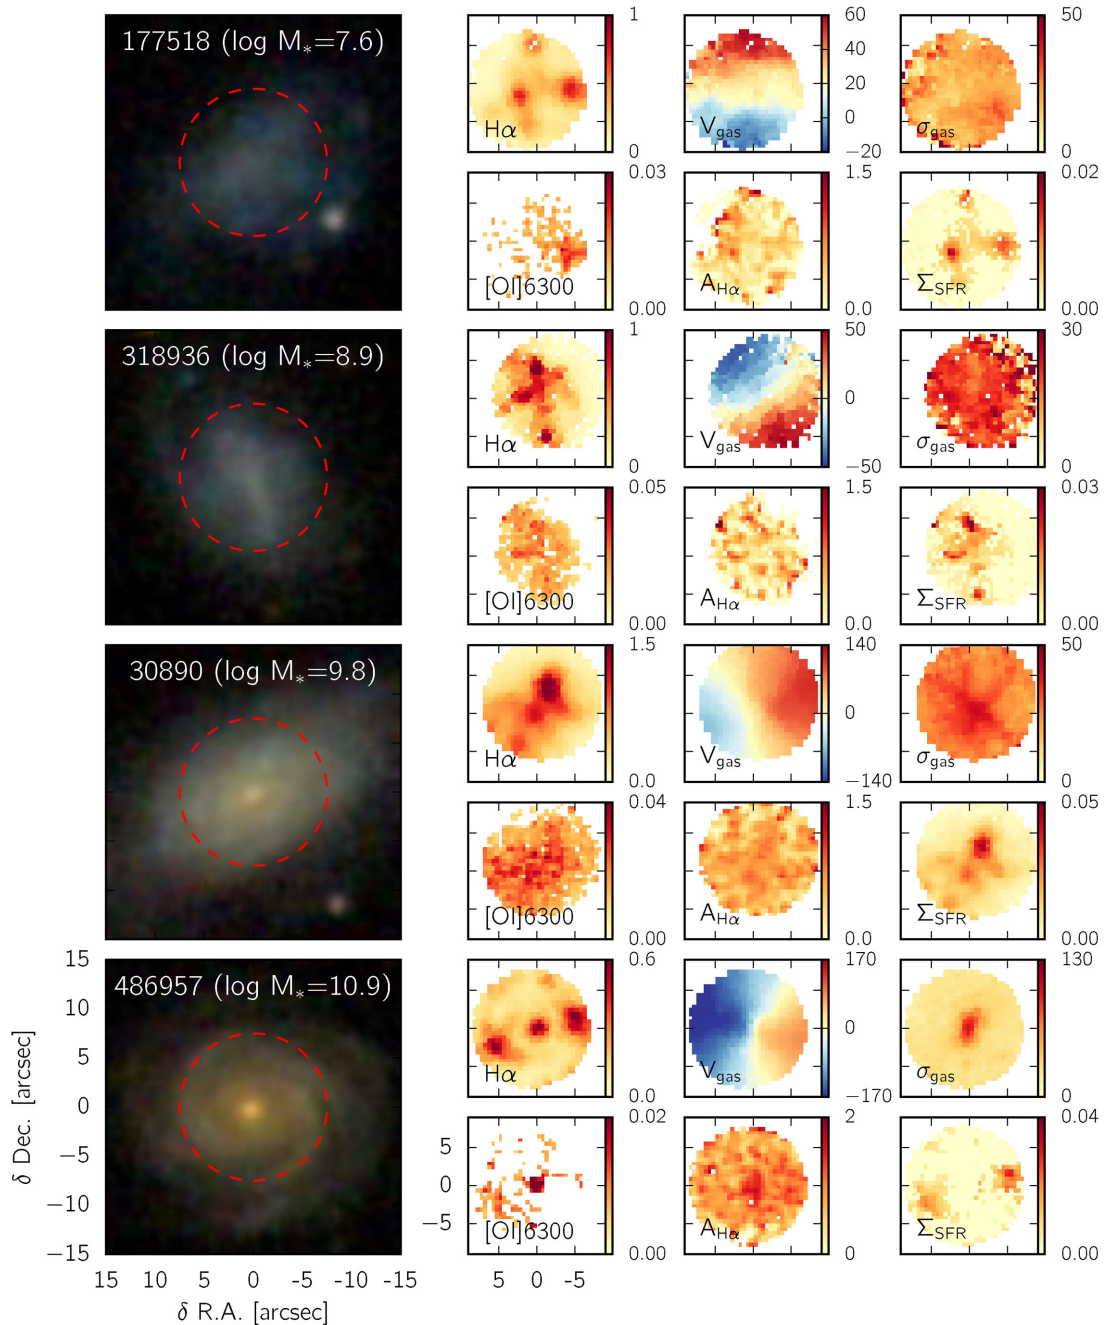 177518 (log M*=7.6)
1
0
Hα
60
50
40
30
20
10
0
−10
−20
Vgas
50
0
σgas
0.03
0.00
[OI]6300
1.5
0.0
AHα
0.02
0.00
ΣSFR
318936 (log M*=8.9)
1
0
Hα
50
0
−50
Vgas
30
0
σgas
0.05
0.00
[OI]6300
1.5
0.0
AHα
0.03
0.00
ΣSFR
30890 (log M*=9.8)
1.5
0.0
Hα
140
0
−140
Vgas
50
0
σgas
0.04
0.00
[OI]6300
1.5
0.0
AHα
0.05
0.00
ΣSFR
486957 (log M*=10.9)
15
10
5
0
−5
−10
−15
δ Dec. [arcsec]
15 10 5 0 -5 -10 -15
δ R.A. [arcsec]
0.6
0.0
Hα
170
0
−170
Vgas
130
0
σgas
5
0
−5
0.02
0.00
[OI]6300
5 0 -5
2
0
AHα
0.04
0.00
ΣSFR